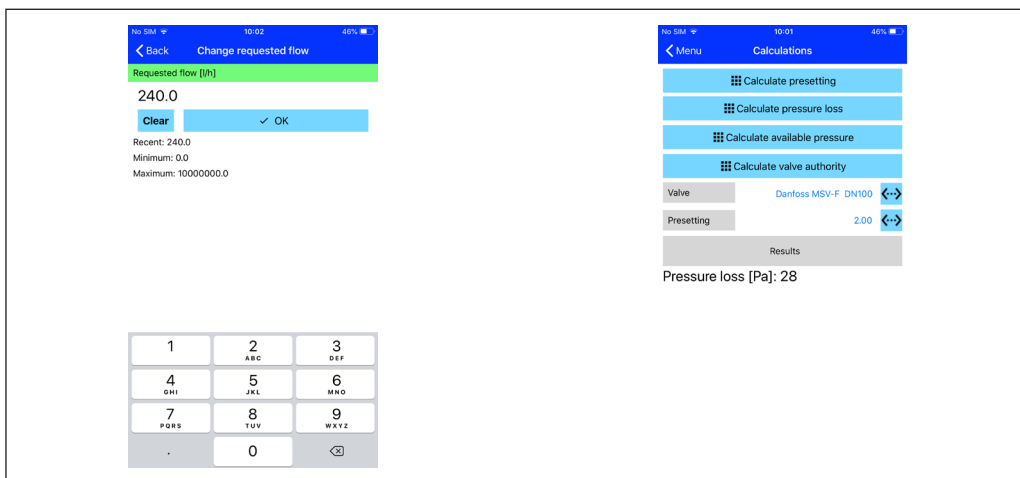 No SIM 10:02 46%
Back Change requested flow
Requested flow [l/h]
240.0
Clear ✓ OK
Recent: 240.0
Minimum: 0.0
Maximum: 10000000.0
1 2 3
ABC DEF
4 5 6
GHI JKL MNO
7 8 9
PQRS TUV WXYZ
. 0
No SIM 10:01 46%
Menu Calculations
Calculate presetting
Calculate pressure loss
Calculate available pressure
Calculate valve authority
Valve Danfoss MSV-F DN100
Presetting 2.00
Results
Pressure loss [Pa]: 28